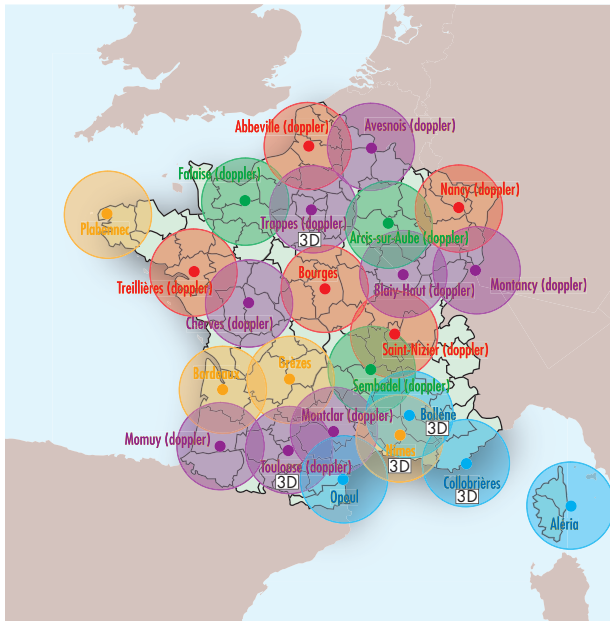 Abbeville (doppler)
Avesnois (doppler)
Falaise (doppler)
Nancy (doppler)
Plabennec
Trappes (doppler)
3D
Arcis-sur-Aube (doppler)
Treillières (doppler)
Bourges
Blaiy-Haut (doppler)
Montancy (doppler)
Cherves (doppler)
Saint-Nizier (doppler)
Bordeaux
Brezes
Sembadel (doppler)
Montclar (doppler)
Bollène
3D
Momuy (doppler)
Nîmes
3D
Toulouse (doppler)
3D
Opoul
Collobrières
3D
Aléria